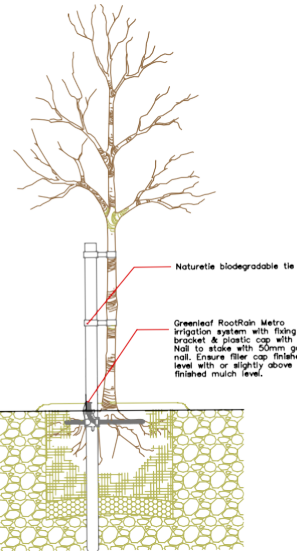 Naturetie biodegradable tie
Greenleaf RootRain Metro
irrigation system with fixing
bracket & plastic cap with
Nail to stake with 50mm
nail. Ensure filler cap finishe
level with or slightly above
finished mulch level.